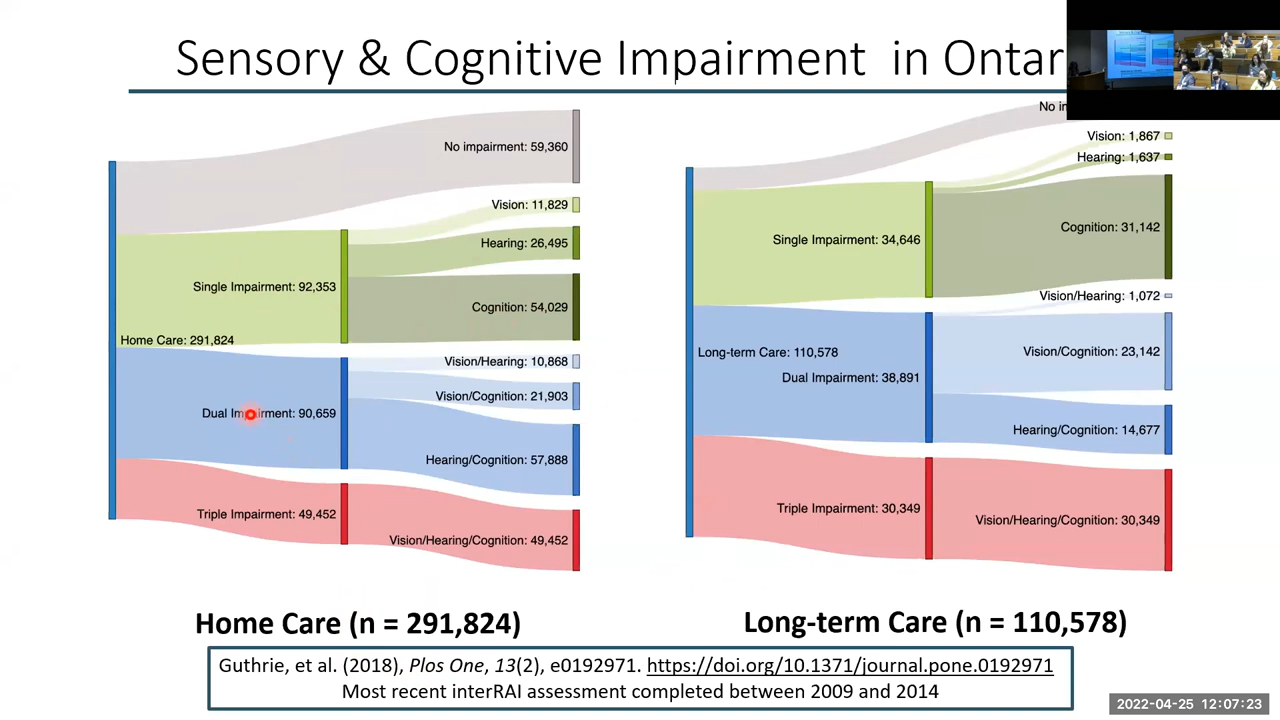 Sensory & Cognitive Impairment in Ontar
No impairment: 59,360
Vision: 11,829
Hearing: 26,495
Single Impairment: 92,353
Cognition: 54,029
Home Care: 291,824
Vision/Hearing: 10,868
Vision/Cognition: 21,903
Dual Impairment: 90,659
Hearing/Cognition: 57,888
Triple Impairment: 49,452
Vision/Hearing/Cognition: 49,452
No
Vision: 1,867
Hearing: 1,637
Cognition: 31,142
Single Impairment: 34,646
Vision/Hearing: 1,072
Long-term Care: 110,578
Vision/Cognition: 23,142
Dual Impairment: 38,891
Hearing/Cognition: 14,677
Triple Impairment: 30,349
Vision/Hearing/Cognition: 30,349
Home Care (n = 291,824)
Long-term Care (n = 110,578)
Guthrie, et al. (2018), Plos One, 13(2), e0192971. https://doi.org/10.1371/journal.pone.0192971
Most recent interRAI assessment completed between 2009 and 2014
2022-04-25 12:07:23